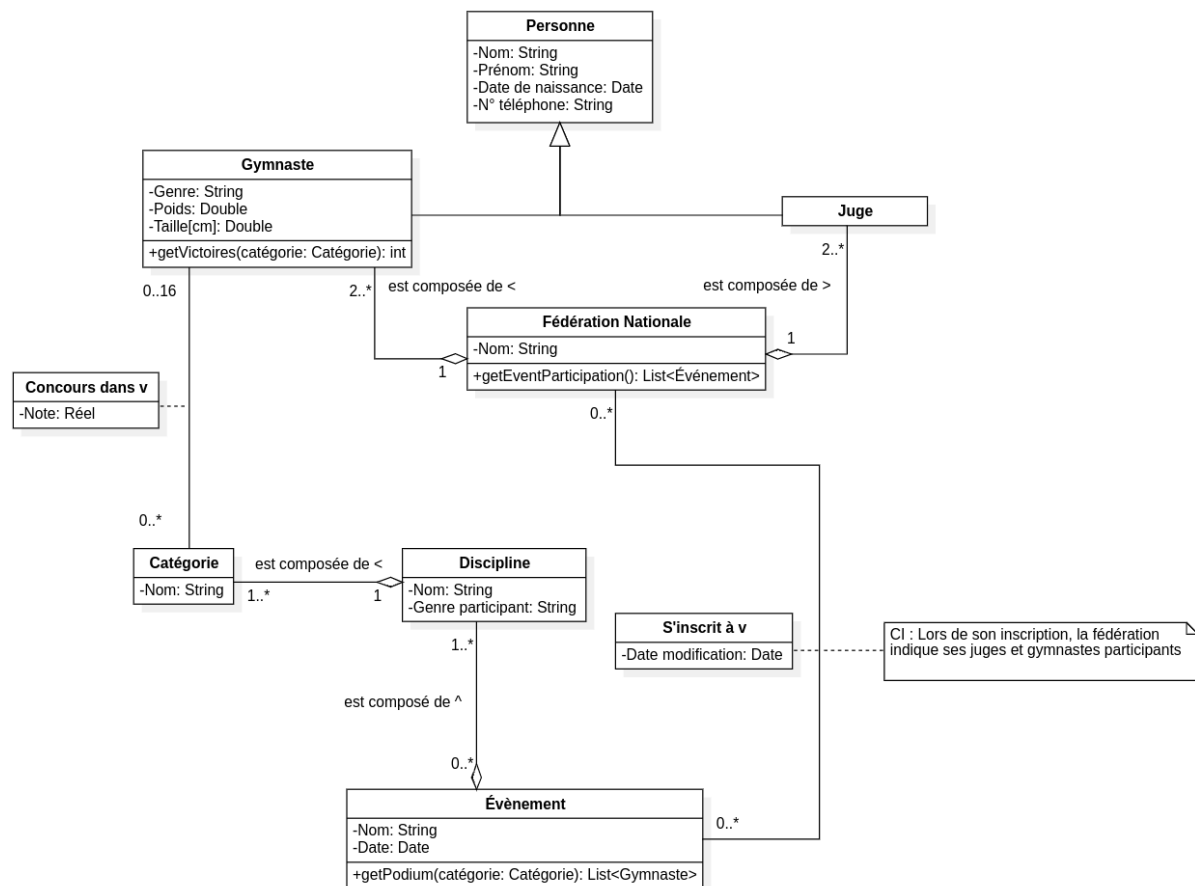 Personne
-Nom: String
-Prénom: String
-Date de naissance: Date
-N° téléphone: String
Gymnaste
-Genre: String
-Poids: Double
-Taille[cm]: Double
+getVictoires(catégorie: Catégorie): int
Juge
0..16
2..*
est composée de <
est composée de >
2..*
Fédération Nationale
-Nom: String
+getEventParticipation(): List<Événement>
1
1
0..*
Concours dans v
-Note: Réel
0..*
Catégorie
-Nom: String
est composée de <
1..*
1
Discipline
-Nom: String
-Genre participant: String
1..*
S'inscrit à v
-Date modification: Date
CI : Lors de son inscription, la fédération
indique ses juges et gymnastes participants
est composé de ^
0..*
Évènement
-Nom: String
-Date: Date
+getPodium(catégorie: Catégorie): List<Gymnaste>
0..*